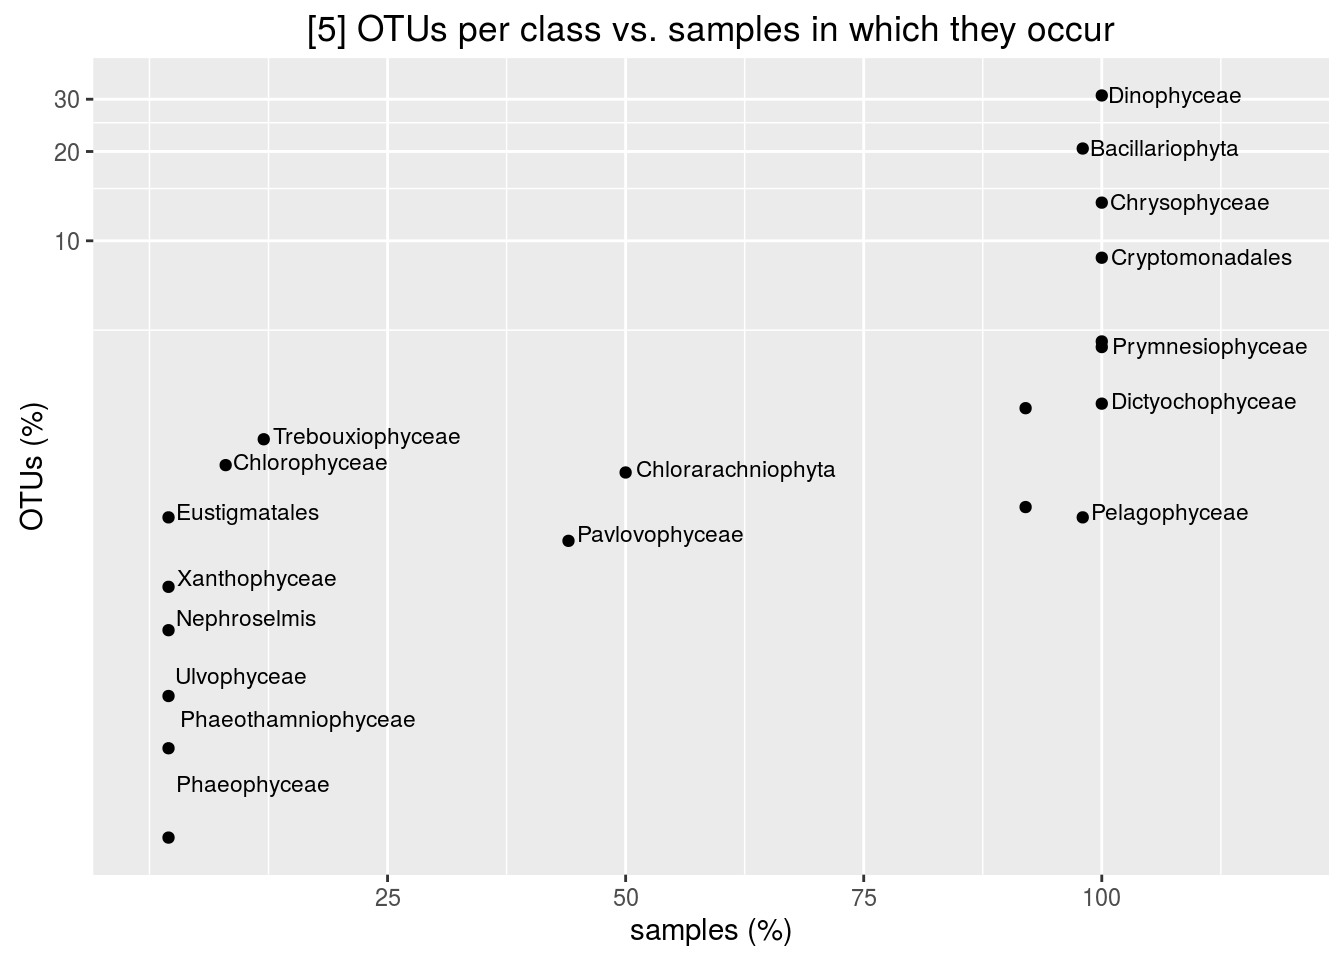 [5] OTUs per class vs. samples in which they occur
30
20
10
OTUs (%)
Dinophyceae
Bacillariophyta
Chrysophyceae
Cryptomonadales
Prymnesiophyceae
Dictyochophyceae
Trebouxiophyceae
Chlorophyceae
Chlorarachniophyta
Eustigmatales
Pelagophyceae
Pavlovophyceae
Xanthophyceae
Nephroselmis
Ulvophyceae
Phaeothamniophyceae
Phaeophyceae
25 50 75 100
samples (%)